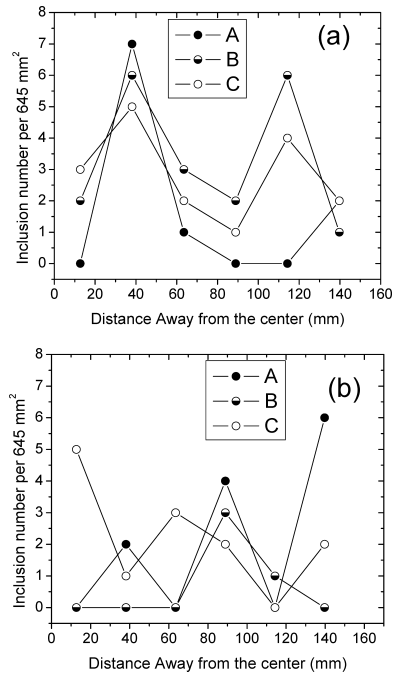 (a)
A
B
C
Inclusion number per 645 mm²
8
7
6
5
4
3
2
1
0
0 20 40 60 80 100 120 140 160
Distance Away from the center (mm)
(b)
A
B
C
Inclusion number per 645 mm²
8
7
6
5
4
3
2
1
0
0 20 40 60 80 100 120 140 160
Distance Away from the center (mm)